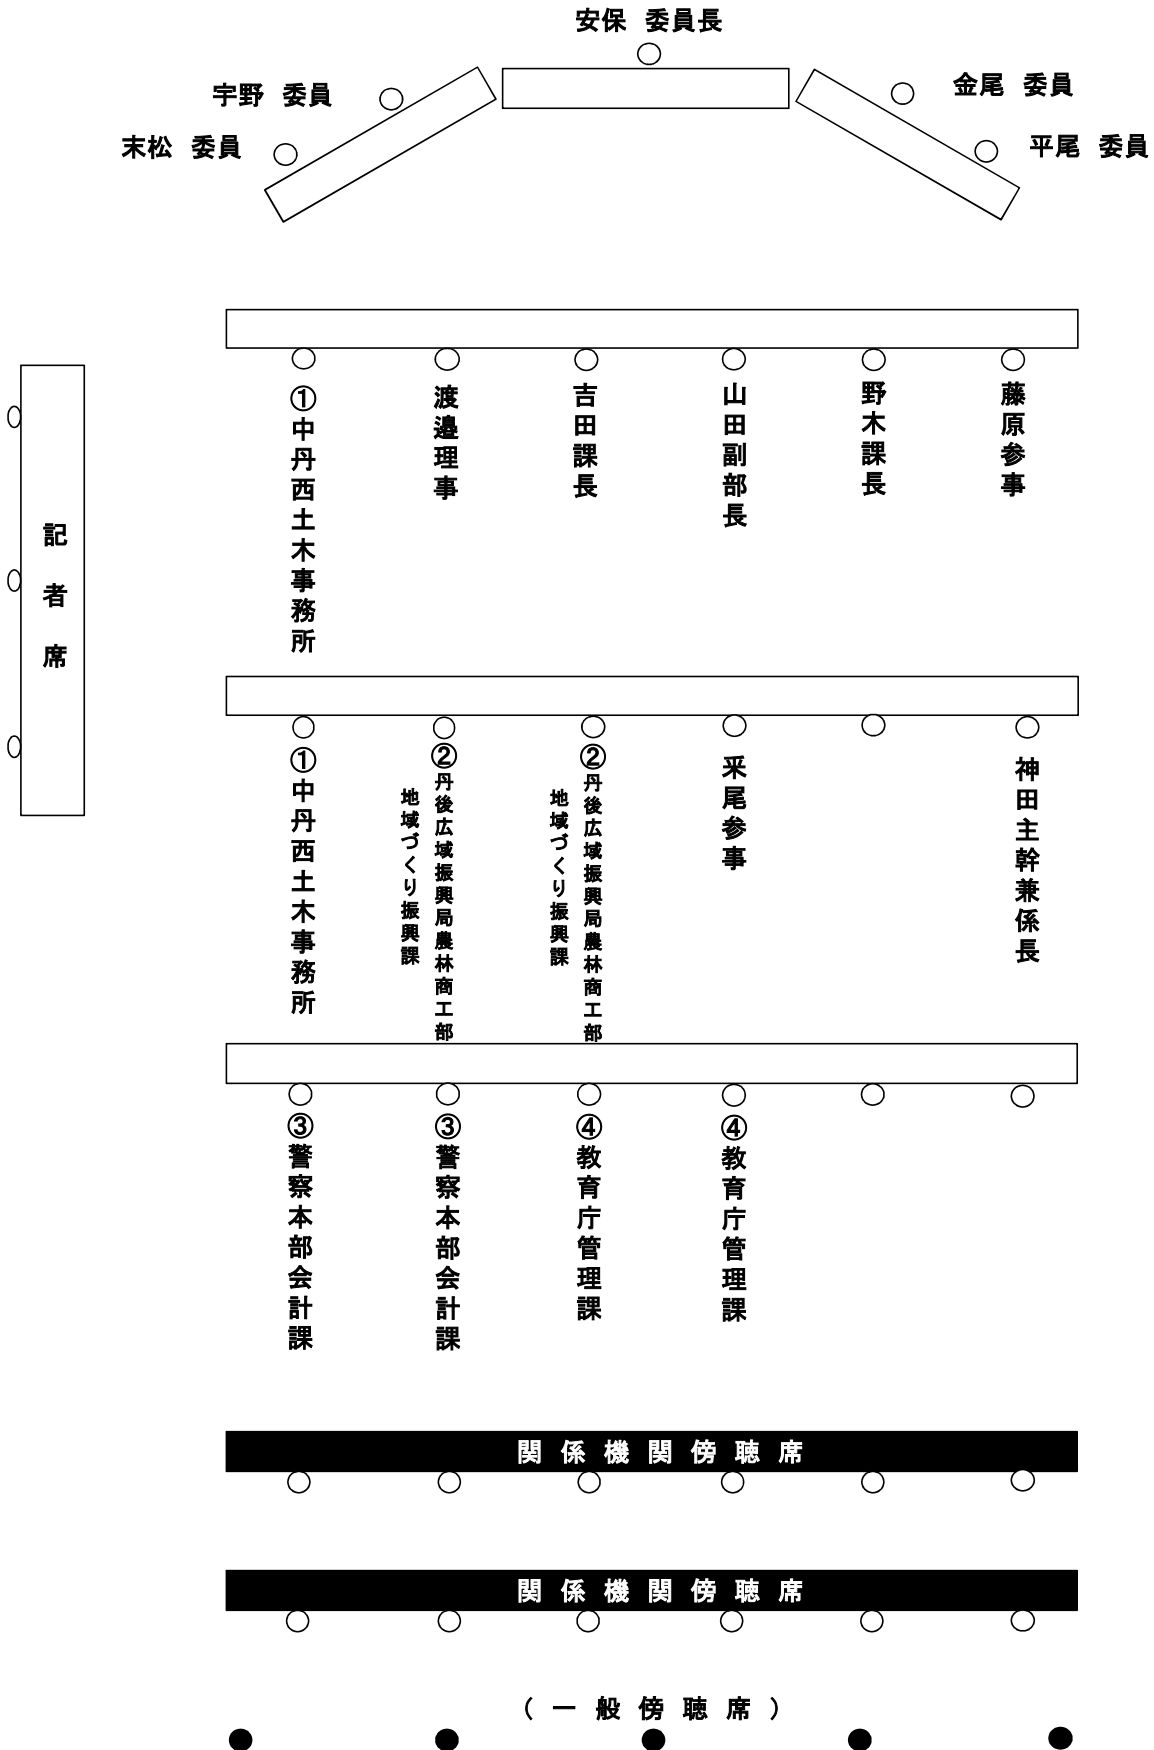 安保 委員長
宇野 委員
金尾 委員
末松 委員
平尾 委員
記者席
①中丹西土木事務所
渡邉理事
吉田課長
山田副部長
野木課長
藤原参事
①中丹西土木事務所
②丹後広域振興局農林商工部
地域づくり振興課
②丹後広域振興局農林商工部
地域づくり振興課
釆尾参事
神田主幹兼係長
③警察本部会計課
③警察本部会計課
④教育庁管理課
④教育庁管理課
関係機関傍聴席
関係機関傍聴席
(一般傍聴席)